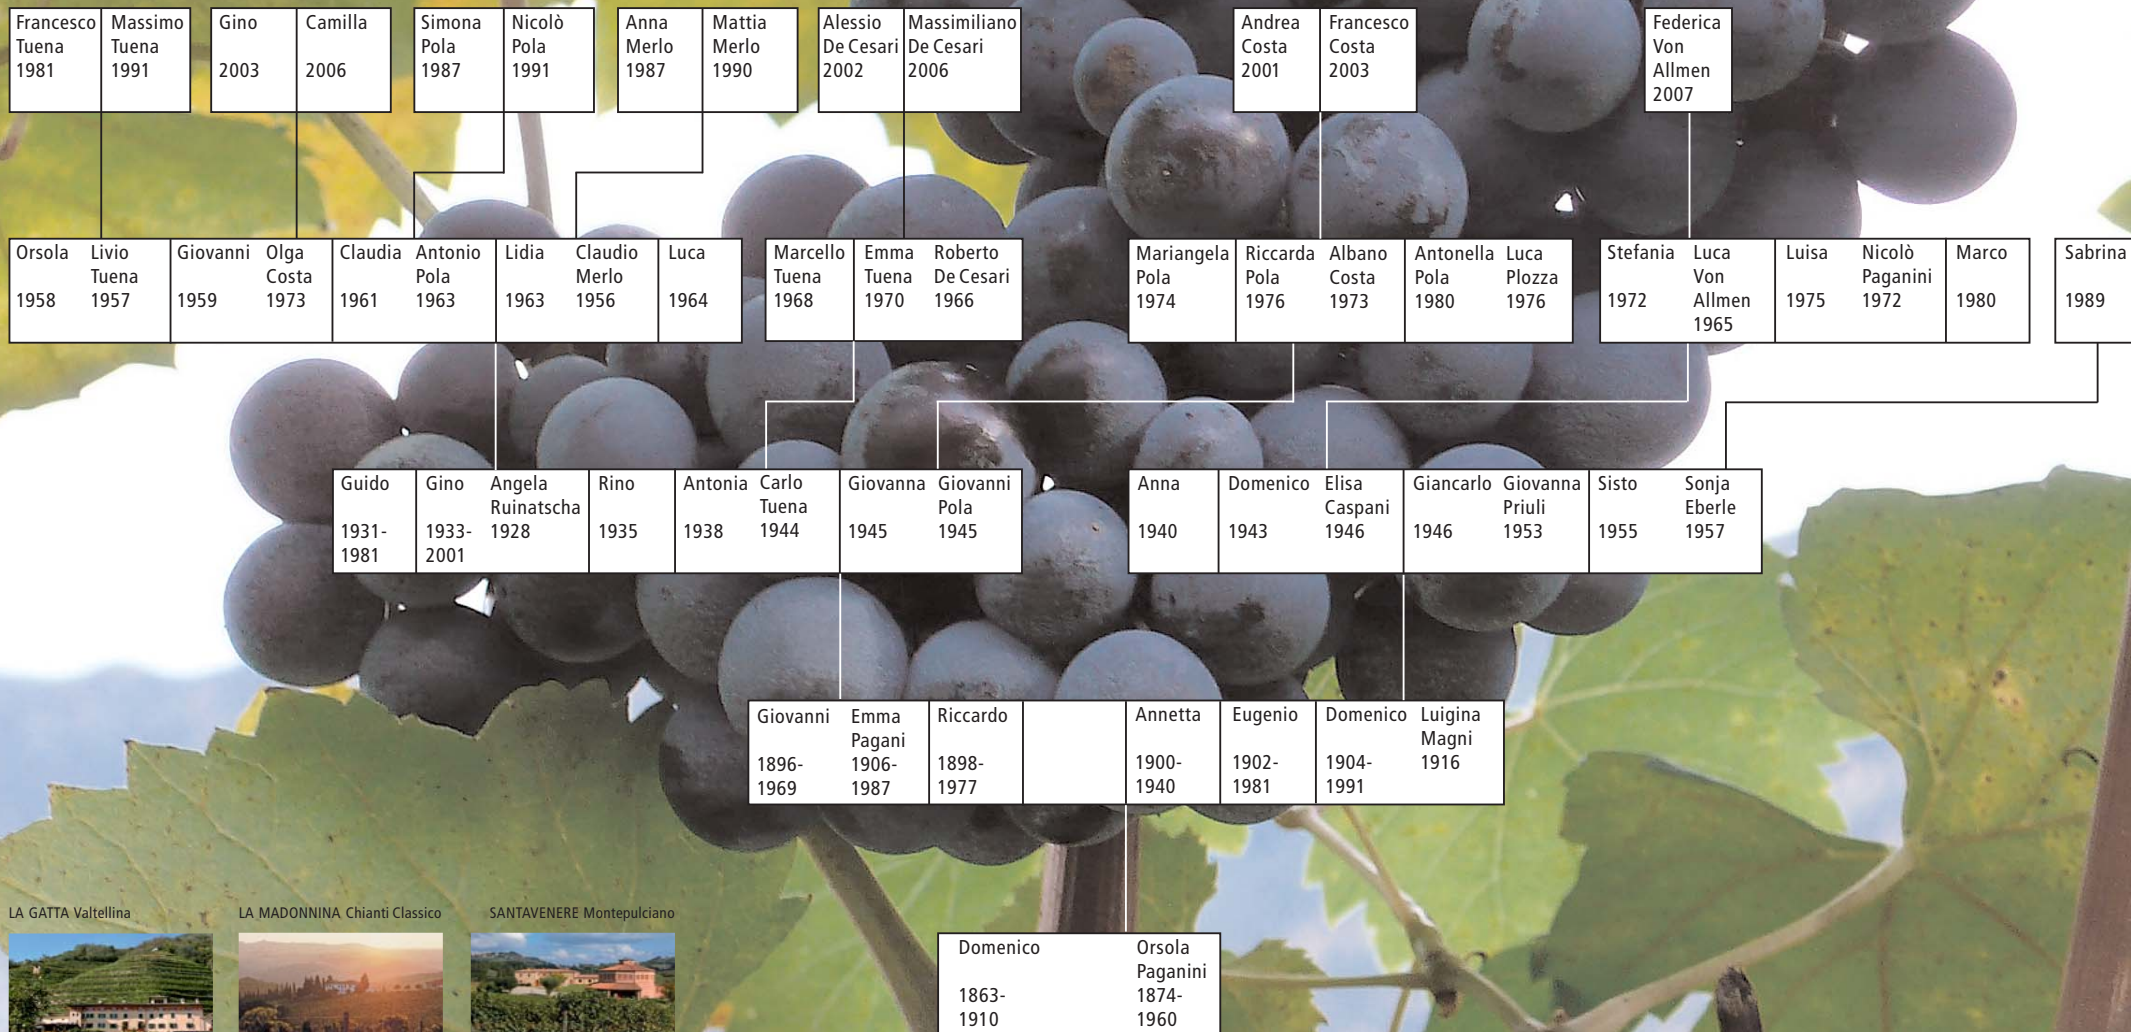 Francesco
Tuena
1981
Massimo
Tuena
1991
Gino
2003
Camilla
2006
Simona
Pola
1987
Nicolò
Pola
1991
Anna
Merlo
1987
Mattia
Merlo
1990
Alessio
De Cesari
2002
Massimiliano
De Cesari
2006
Andrea
Costa
2001
Francesco
Costa
2003
Federica
Von
Allmen
2007
Orsola
1958
Livio
Tuena
1957
Giovanni
1959
Olga
Costa
1973
Claudia
1961
Antonio
Pola
1963
Lidia
1963
Claudio
Merlo
1956
Luca
1964
Marcello
Tuena
1968
Emma
Tuena
1970
Roberto
De Cesari
1966
Mariangela
Pola
1974
Riccarda
Pola
1976
Albano
Costa
1973
Antonella
Pola
1980
Luca
Plozza
1976
Stefania
1972
Luca
Von
Allmen
1965
Luisa
1975
Nicolò
Paganini
1972
Marco
1980
Sabrina
1989
Guido
1931-
1981
Gino
1933-
2001
Angela
Ruinatscha
1928
Rino
1935
Antonia
1938
Carlo
Tuena
1944
Giovanna
1945
Giovanni
Pola
1945
Anna
1940
Domenico
1943
Elisa
Caspani
1946
Giancarlo
1946
Giovanna
Priuli
1953
Sisto
1955
Sonja
Eberle
1957
Giovanni
1896-
1969
Emma
Pagani
1906-
1987
Riccardo
1898-
1977
Annetta
1900-
1940
Eugenio
1902-
1981
Domenico
1904-
1991
Luigina
Magni
1916
Domenico
1863-
1910
Orsola
Paganini
1874-
1960
LA GATTA Valtellina
LA MADONNINA Chianti Classico
SANTAVENERE Montepulciano